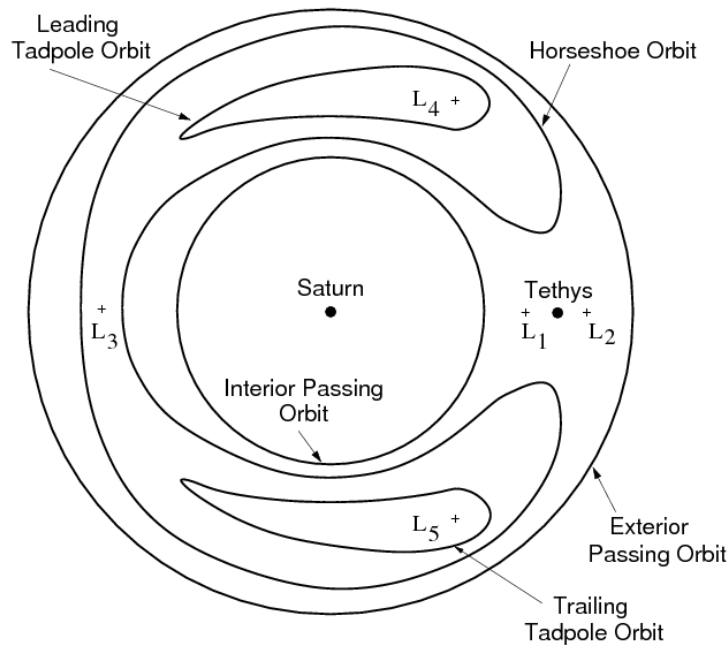 Leading
Tadpole Orbit
Horseshoe Orbit
L4
Saturn
Tethys
L3
L1
L2
Interior Passing
Orbit
L5
Exterior
Passing Orbit
Trailing
Tadpole Orbit